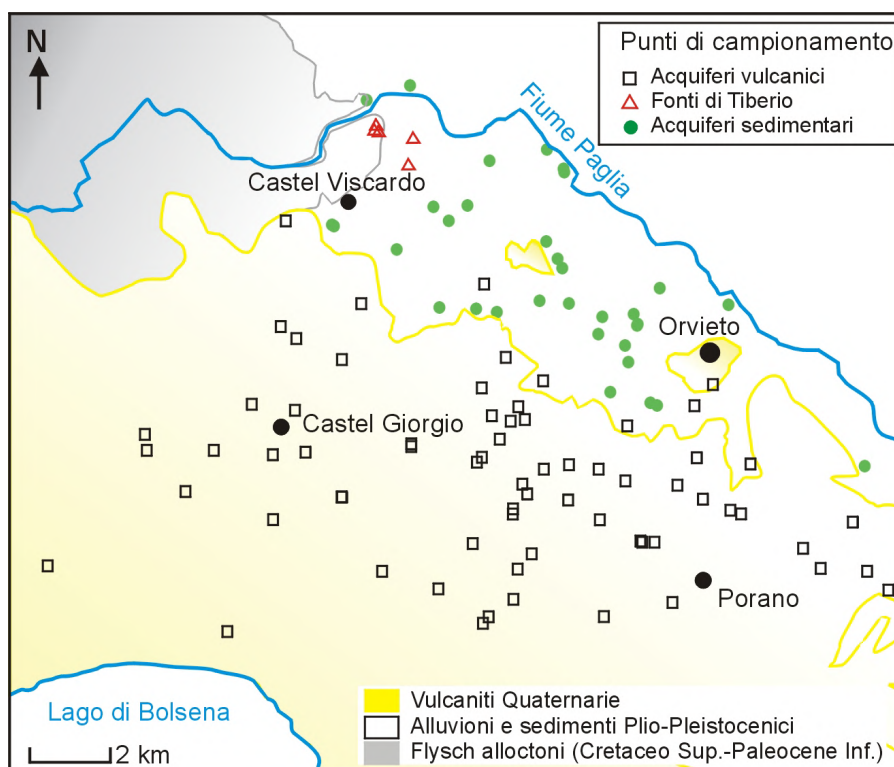 N
Punti di campionamento
Acquiferi vulcanici
Fonti di Tiberio
Acquiferi sedimentari
Fiume Paglia
Castel Viscardo
Orvieto
Castel Giorgio
Porano
Lago di Bolsena
Vulcaniti Quaternarie
Alluvioni e sedimenti Plio-Pleistocenici
Flysch alloctoni (Cretaceo Sup.-Paleocene Inf.)
2 km